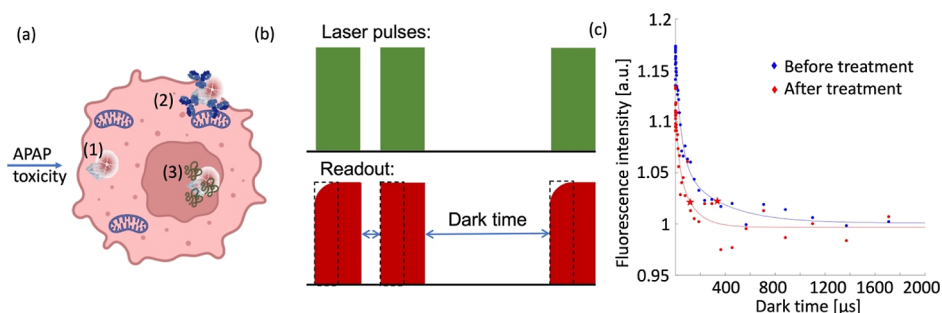 (a)
(b)
(c)
APAP
toxicity
(1)
(2)
(3)
Laser pulses:
Readout:
Dark time
Fluorescence intensity [a.u.]
1.2
1.15
1.1
1.05
1
0.95
Before treatment
After treatment
0
400
800
1200
1600
2000
Dark time [μs]